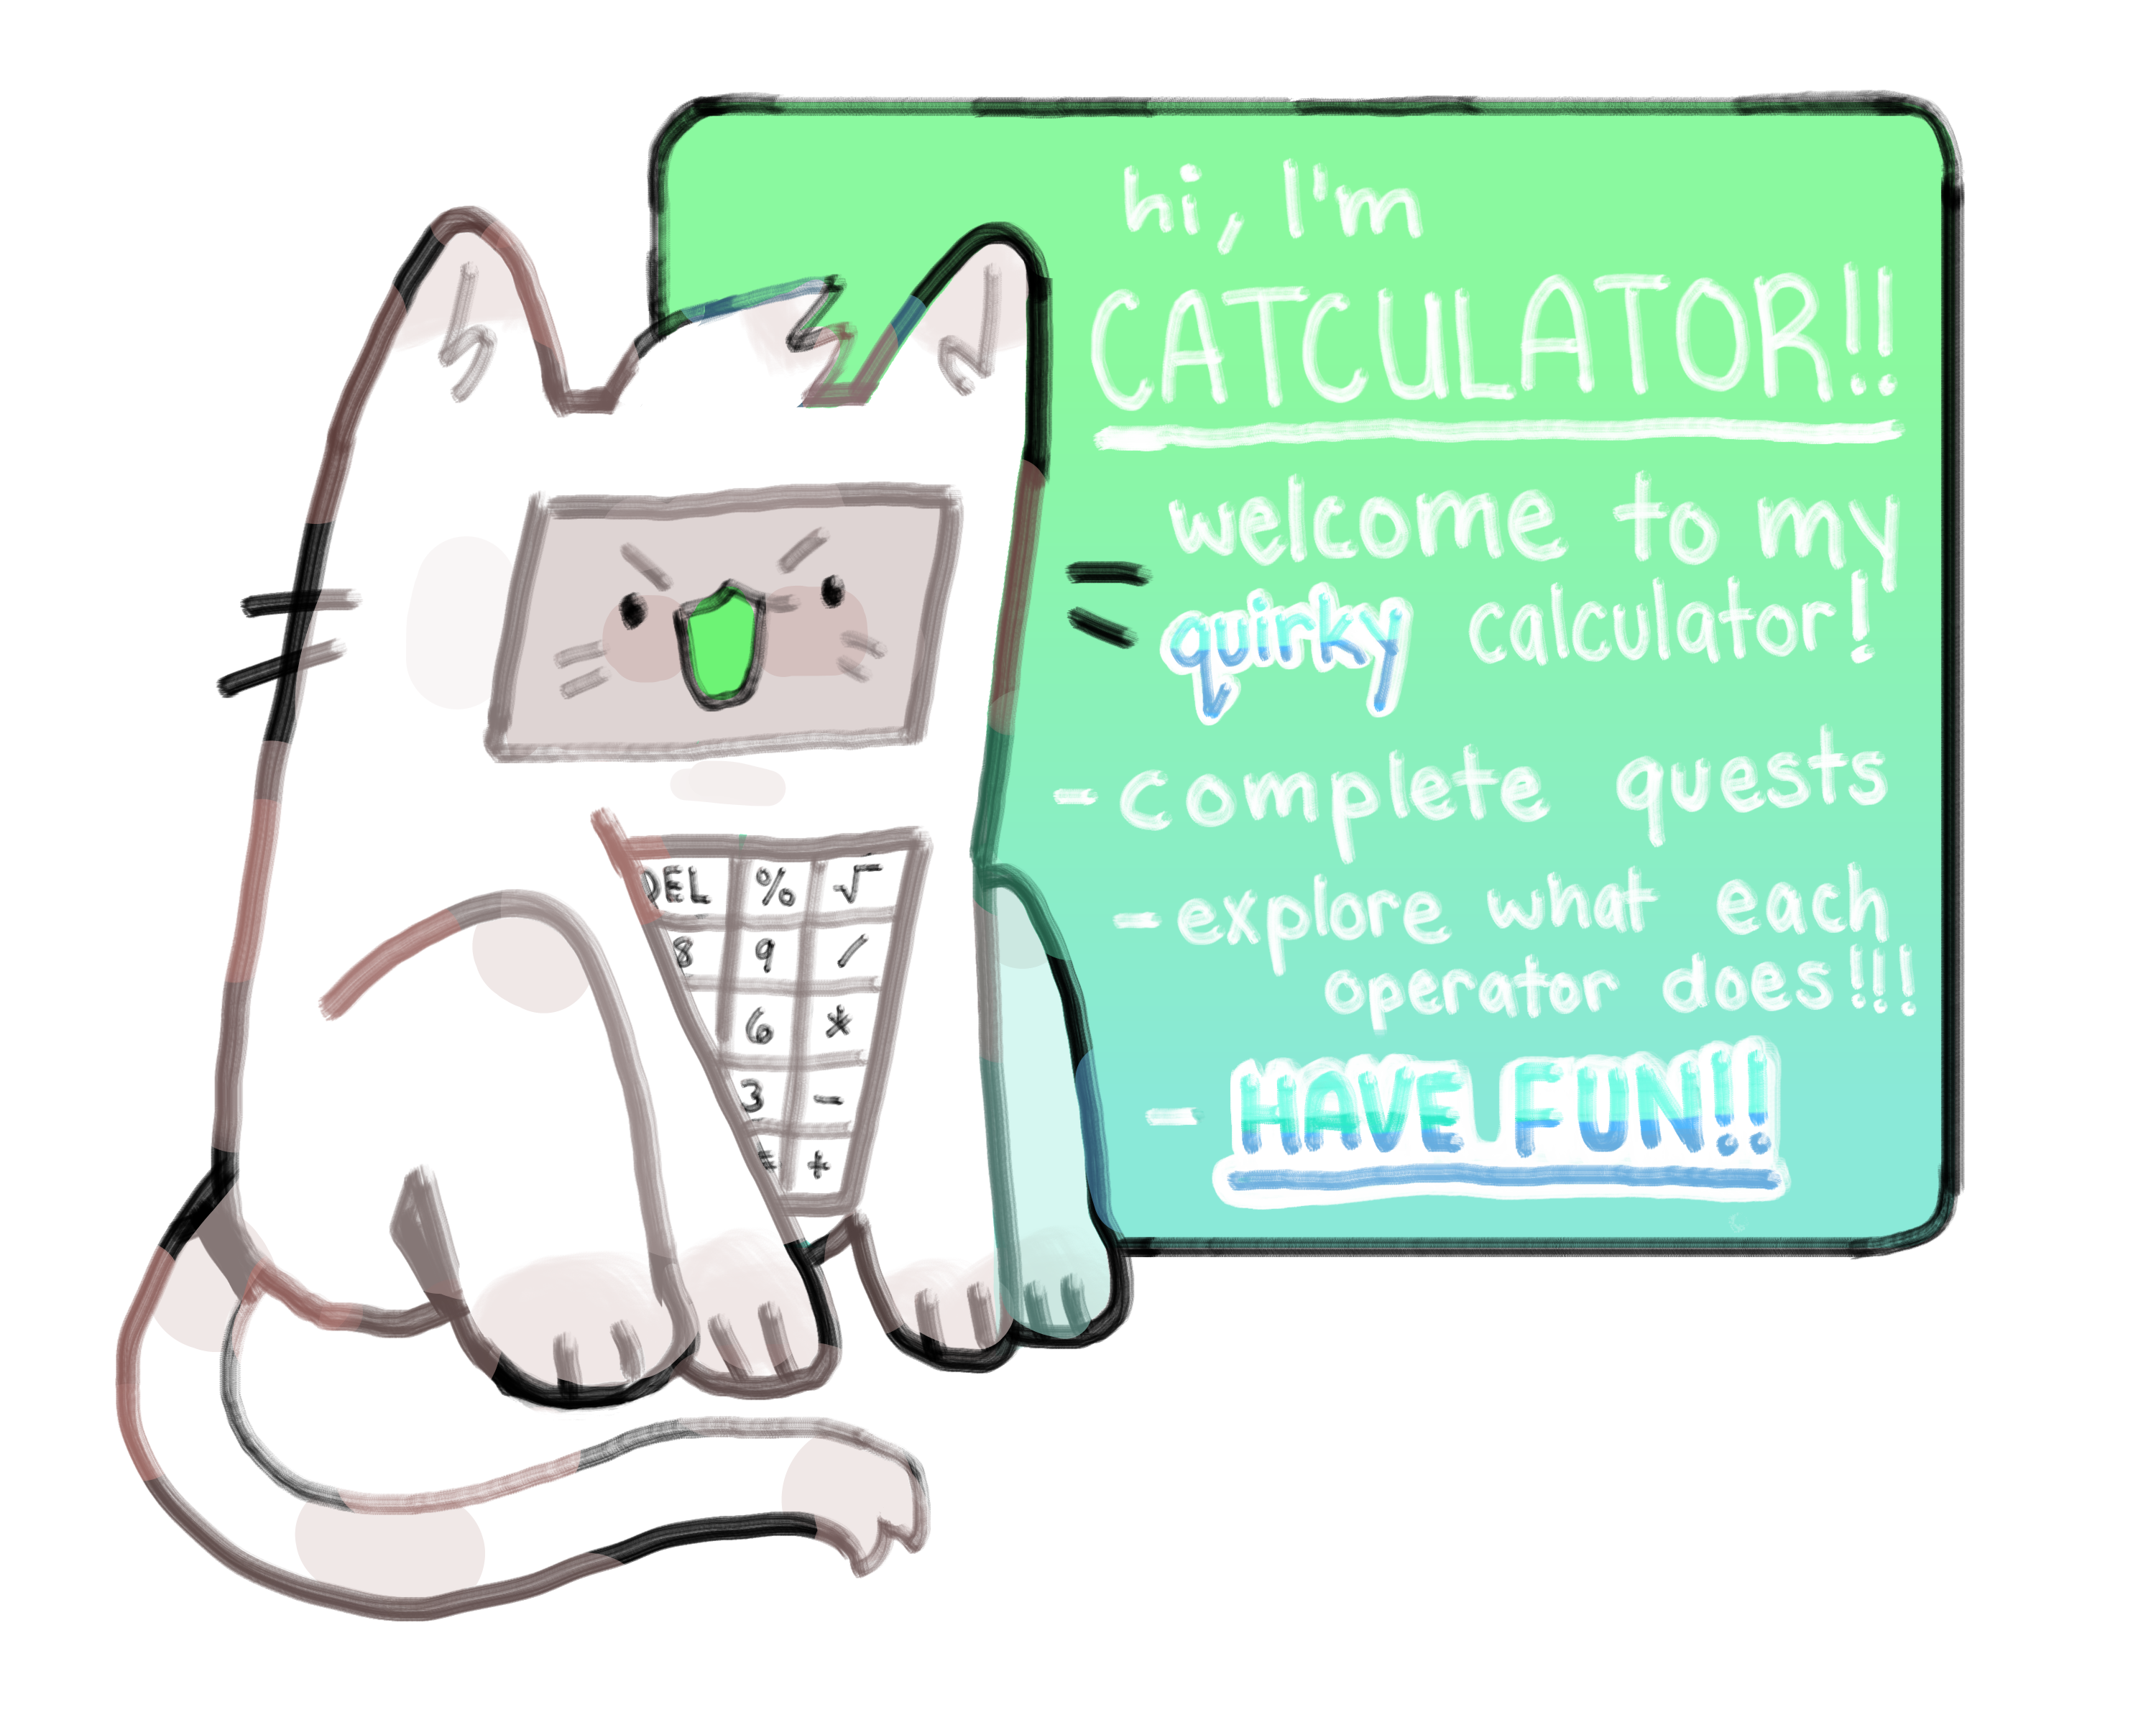 hi, I'm
CATCULATOR!!
welcome to my
quirky calculator!
- complete quests
- explore what each
operator does!!!
- HAVE FUN!!
DEL % √
8 9 /
6 *
3 -
= +